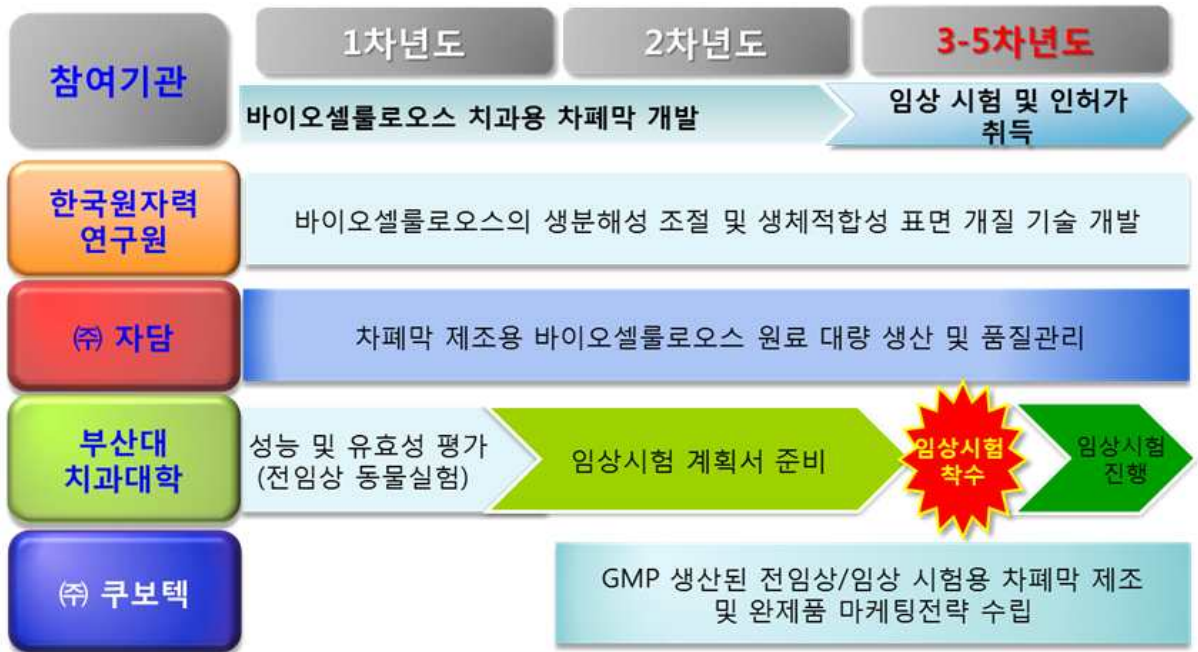 참여기관
1차년도
2차년도
3-5차년도
바이오셀룰로오스 치과용 차폐막 개발
임상 시험 및 인허가
취득
한국원자력
연구원
바이오셀룰로오스의 생분해성 조절 및 생체적합성 표면 개질 기술 개발
㈜ 자담
차폐막 제조용 바이오셀룰로오스 원료 대량 생산 및 품질관리
부산대
치과대학
성능 및 유효성 평가
(전임상 동물실험)
임상시험 계획서 준비
임상시험
착수
임상시험
진행
㈜ 쿠보텍
GMP 생산된 전임상/임상 시험용 차폐막 제조
및 완제품 마케팅전략 수립